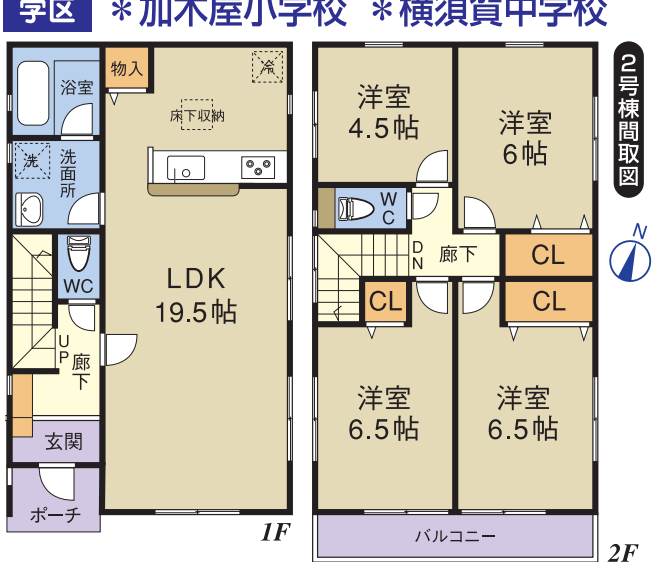 学区 *加木屋小学校 *横須賀中学校
2号棟間取図
N
浴室
物入
冷
床下収納
洗
洗面所
WC
LDK
19.5帖
UP
廊下
玄関
ポーチ
1F
洋室
4.5帖
洋室
6帖
WC
DN
廊下
CL
CL
CL
洋室
6.5帖
洋室
6.5帖
バルコニー
2F